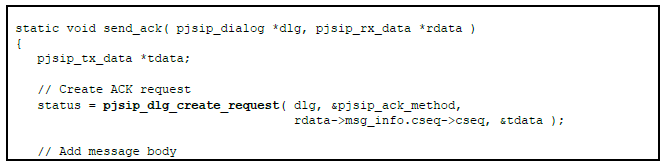 static void send_ack( pjsip_dialog *dlg, pjsip_rx_data *rdata )
{
pjsip_tx_data *tdata;
// Create ACK request
status = pjsip_dlg_create_request( dlg, &pjsip_ack_method,
rdata->msg_info.cseq->cseq, &tdata );
// Add message body